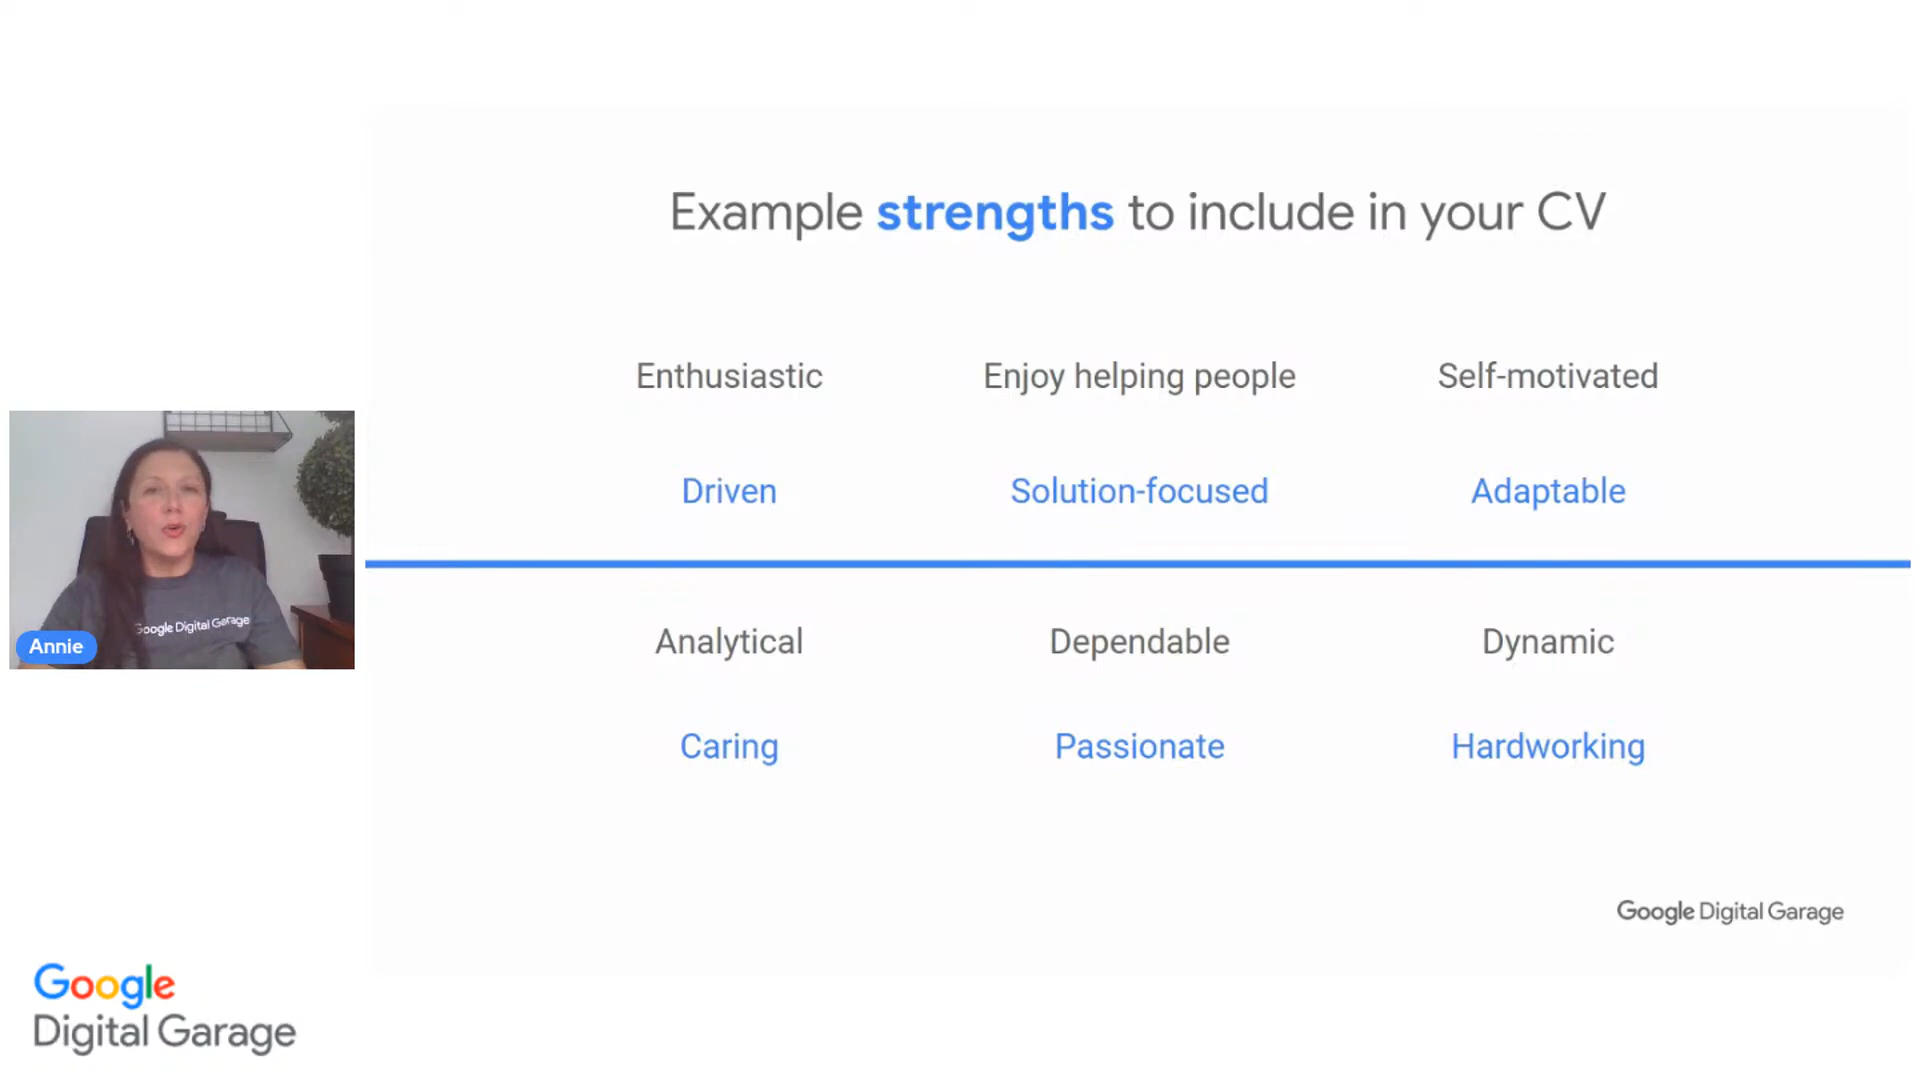 Example strengths to include in your CV
Enthusiastic
Enjoy helping people
Self-motivated
Driven
Solution-focused
Adaptable
Analytical
Dependable
Dynamic
Caring
Passionate
Hardworking
Google Digital Garage
Annie
Google Digital Garage
Google
Digital Garage